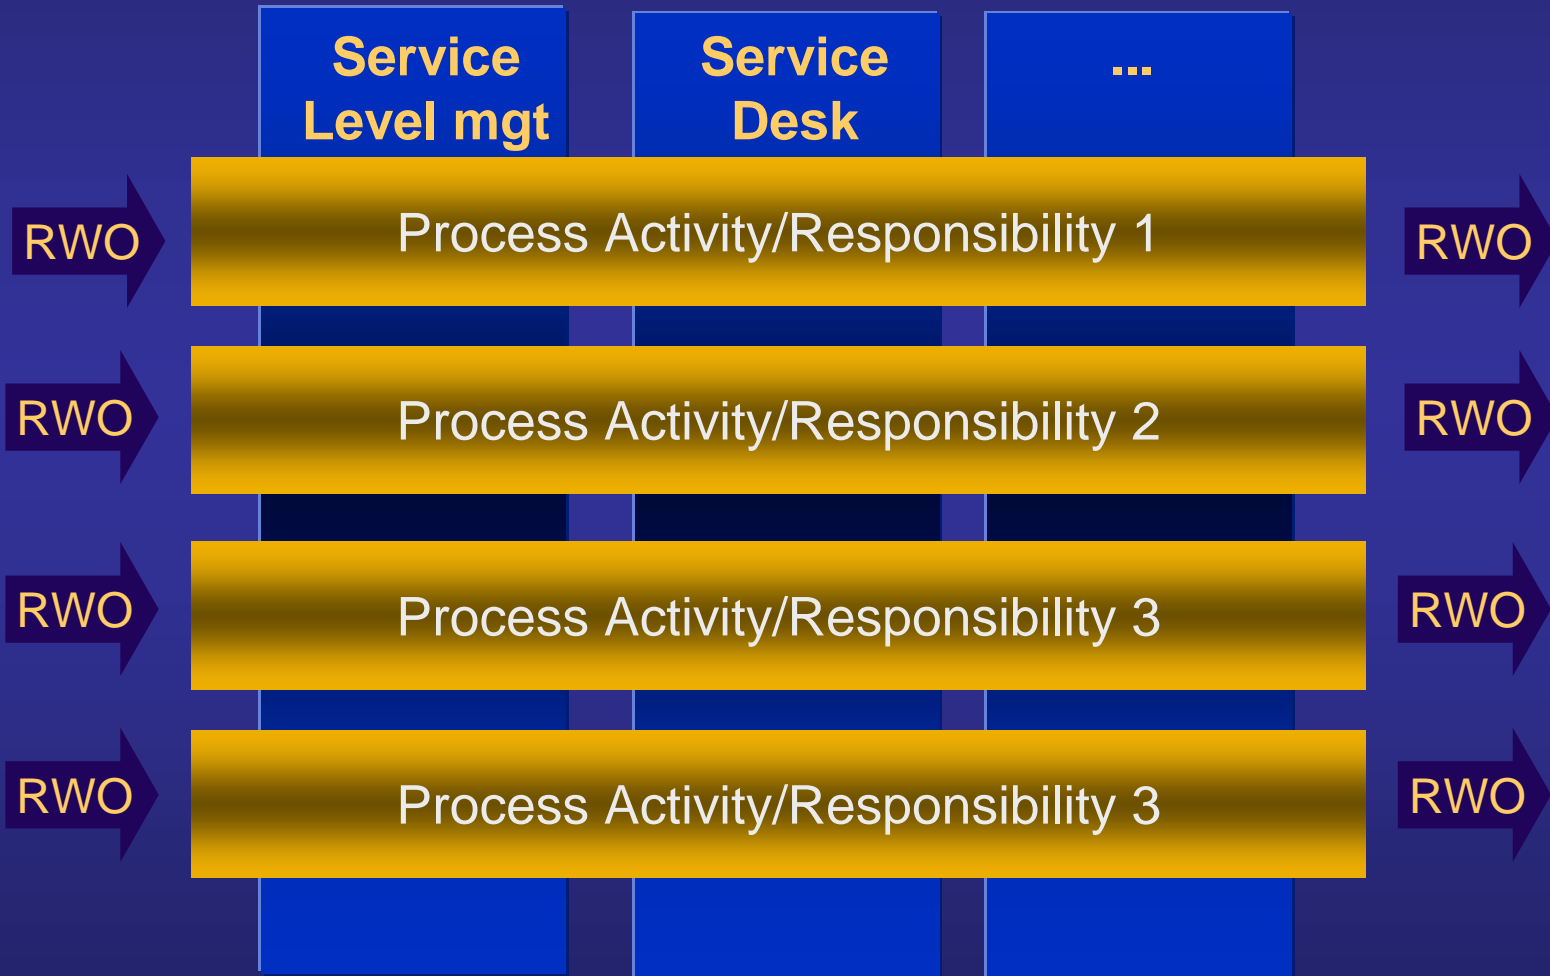 Service
Level mgt
Service
Desk
...
RWO
Process Activity/Responsibility 1
RWO
RWO
Process Activity/Responsibility 2
RWO
RWO
Process Activity/Responsibility 3
RWO
RWO
Process Activity/Responsibility 3
RWO